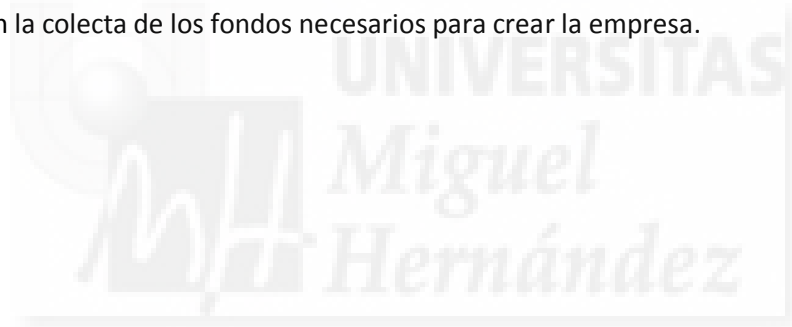 la colecta de los fondos necesarios para crear la empresa.
UNIVERSITAS
Miguel
Hernández